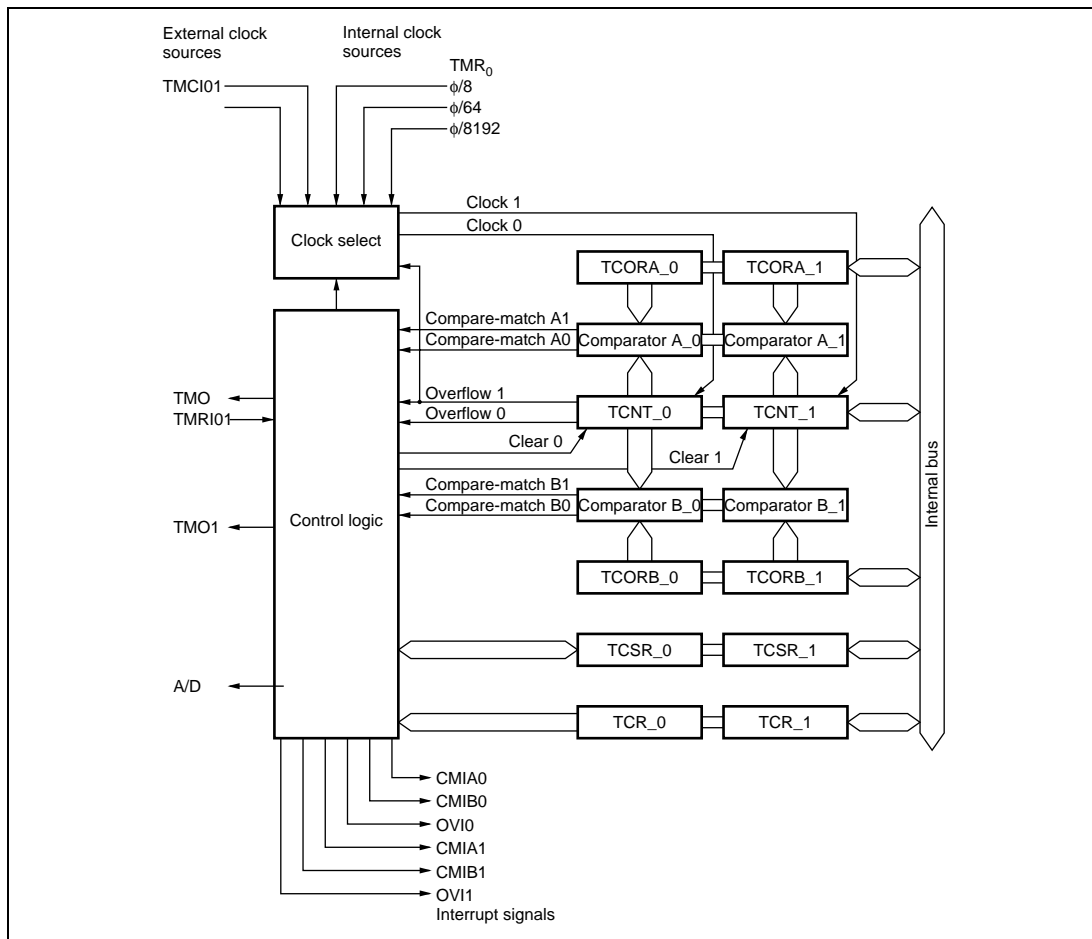 External clock
sources
Internal clock
sources
TMCI01
TMR0
ϕ/8
ϕ/64
ϕ/8192
Clock 1
Clock 0
Clock select
TCORA_0
TCORA_1
Compare-match A1
Compare-match A0
Comparator A_0
Comparator A_1
TMO
TMRI01
Overflow 1
Overflow 0
TCNT_0
TCNT_1
Clear 0
Clear 1
Compare-match B1
Compare-match B0
Comparator B_0
Comparator B_1
Control logic
TMO1
Internal bus
TCORB_0
TCORB_1
TCSR_0
TCSR_1
A/D
TCR_0
TCR_1
CMIA0
CMIB0
OVI0
CMIA1
CMIB1
OVI1
Interrupt signals